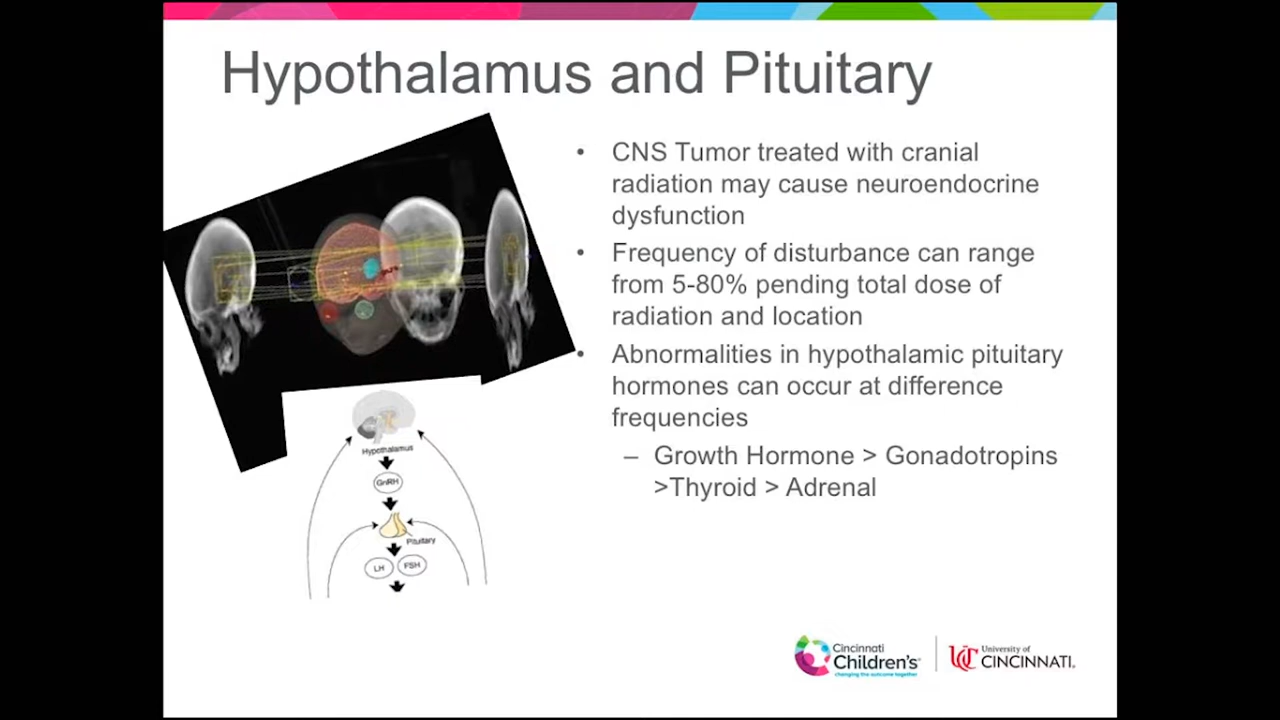 Hypothalamus and Pituitary
• CNS Tumor treated with cranial
radiation may cause neuroendocrine
dysfunction
• Frequency of disturbance can range
from 5-80% pending total dose of
radiation and location
• Abnormalities in hypothalamic pituitary
hormones can occur at difference
frequencies
– Growth Hormone > Gonadotropins
>Thyroid > Adrenal
Hypothalamus
GnRH
Pituitary
LH FSH
Cincinnati
Children's
changing the outcome together
University of
CINCINNATI.